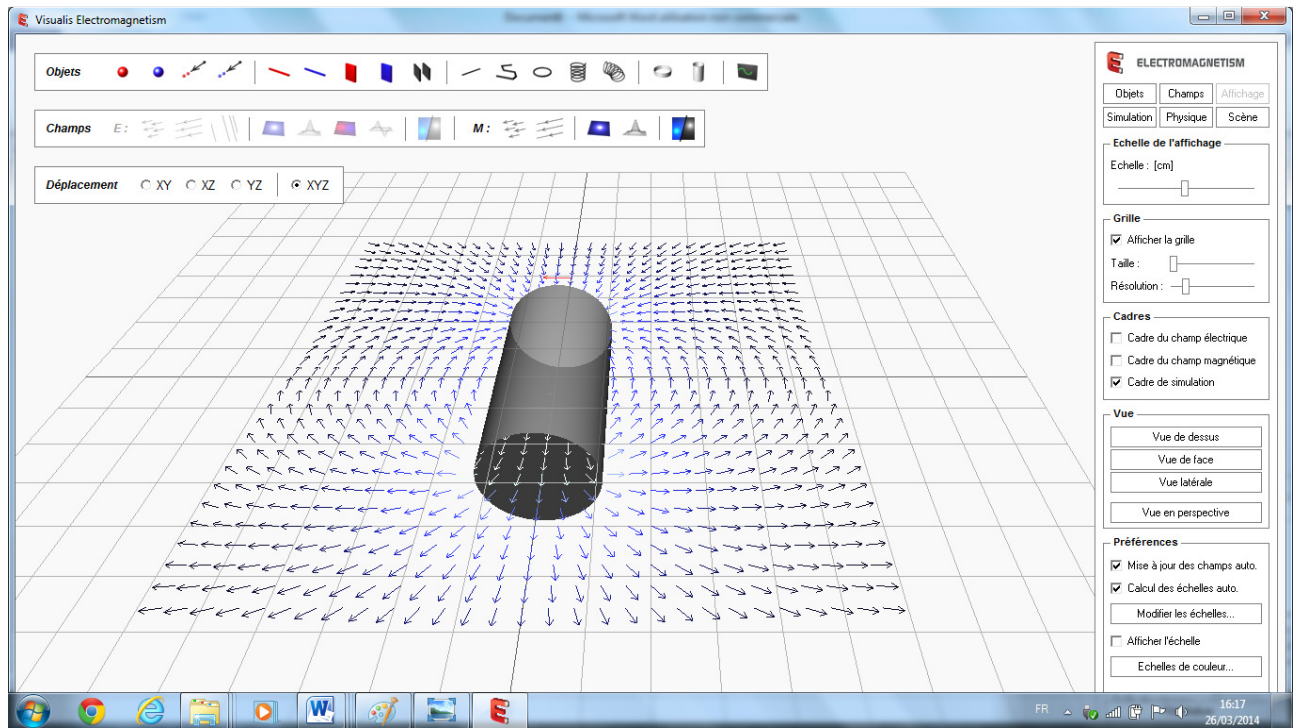 Visualis Electromagnetism
Document8 - Microsoft Word utilisation non commerciale
Objets
Champs E : M :
Déplacement XY XZ YZ XYZ
ELECTROMAGNETISM
Objets Champs Affichage
Simulation Physique Scène
Echelle de l'affichage
Echelle : [cm]
Grille
Afficher la grille
Taille :
Résolution :
Cadres
Cadre du champ électrique
Cadre du champ magnétique
Cadre de simulation
Vue
Vue de dessus
Vue de face
Vue latérale
Vue en perspective
Préférences
Mise à jour des champs auto.
Calcul des échelles auto.
Modifier les échelles...
Afficher l'échelle
Echelles de couleur...
FR
16:17
26/03/2014